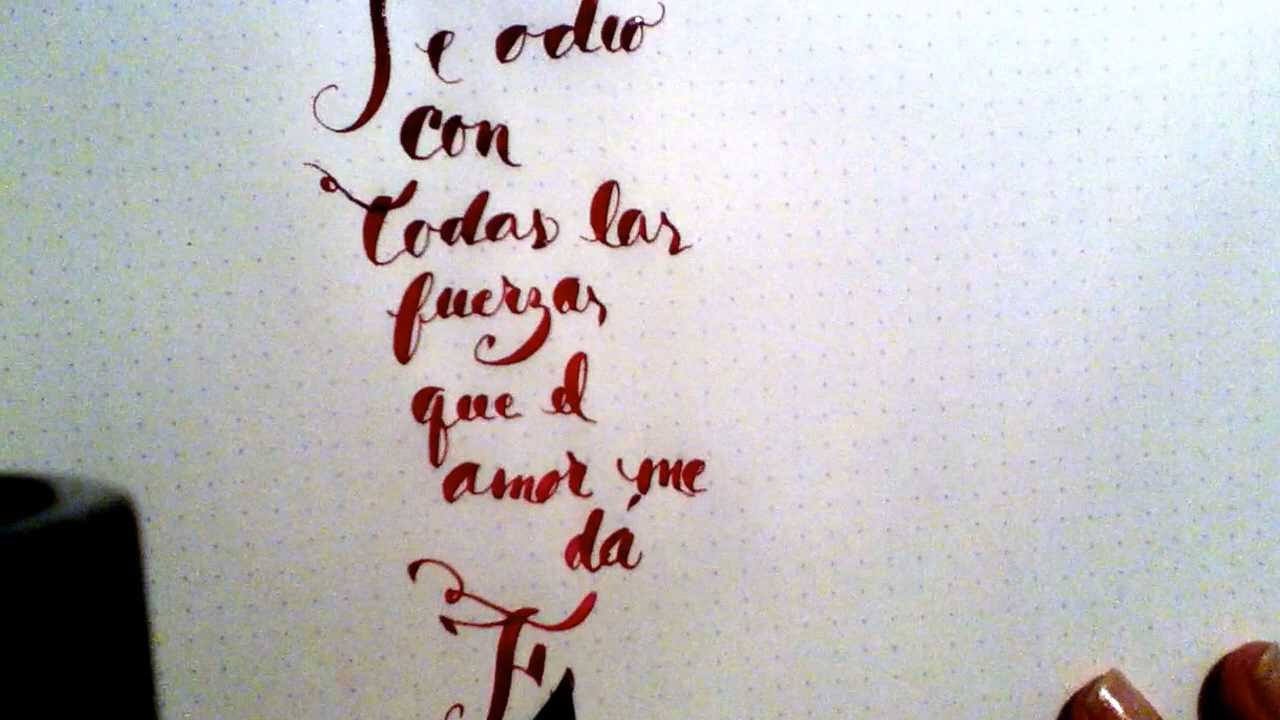 Te odio
con
todas las
fuerzas
que el
amor me
dá
F